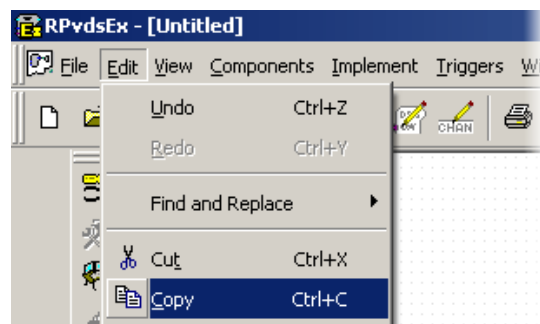 RPvdsEx - [Untitled]
File Edit View Components Implement Triggers
Undo Ctrl+Z
CHAN
Redo Ctrl+Y
Find and Replace
Cut Ctrl+X
Copy Ctrl+C